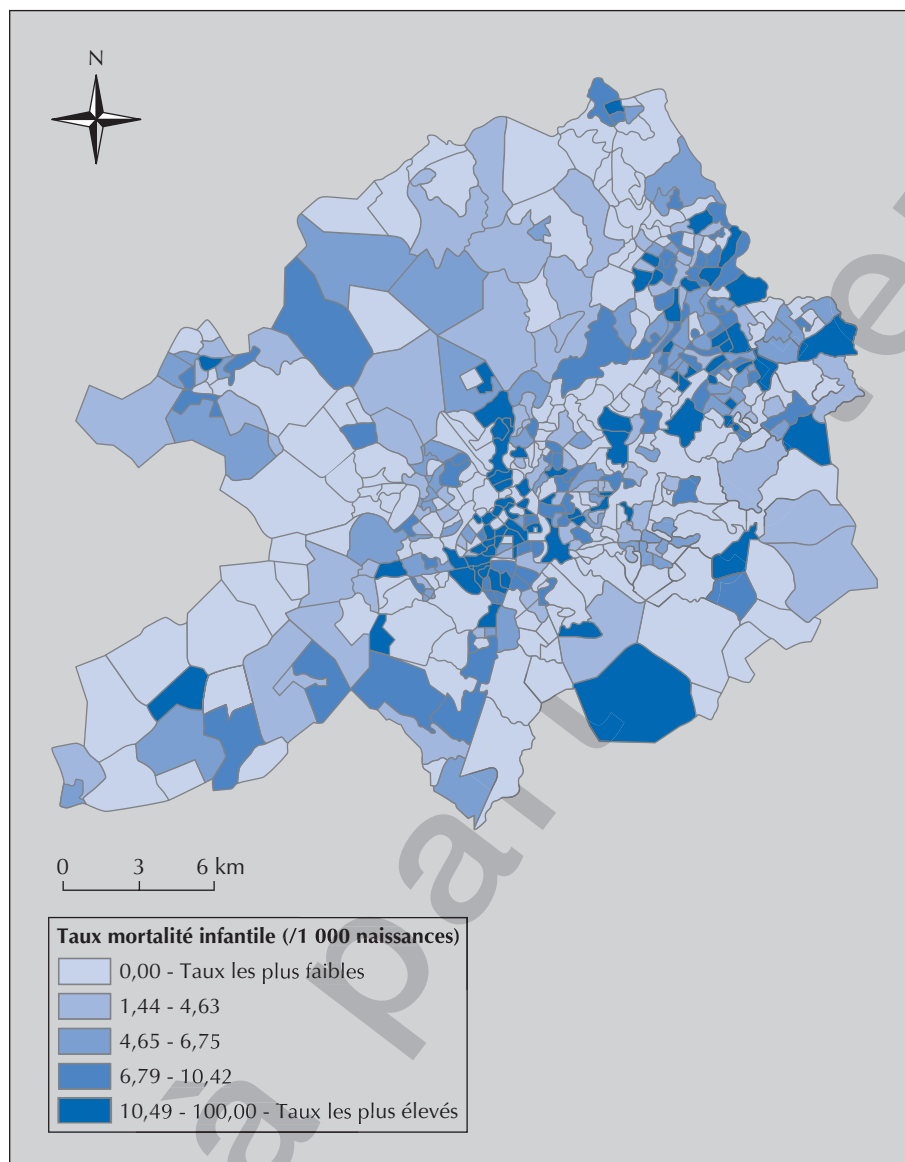 N
0 3 6 km
Taux mortalité infantile (/1 000 naissances)
0,00 - Taux les plus faibles
1,44 - 4,63
4,65 - 6,75
6,79 - 10,42
10,49 - 100,00 - Taux les plus élevés
à par